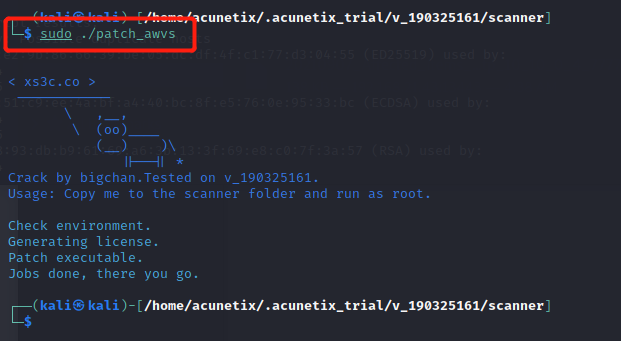 ┌──(kali㉿kali)-[/home/acunetix/.acunetix_trial/v_190325161/scanner]
└─$ sudo ./patch_awvs
< xs3c.co >
 \   ,__,
  \  (oo)____
     (__)    )\
        ||--|| *
Crack by bigchan.Tested on v_190325161.
Usage: Copy me to the scanner folder and run as root.
Check environment.
Generating license.
Patch executable.
Jobs done, there you go.
┌──(kali㉿kali)-[/home/acunetix/.acunetix_trial/v_190325161/scanner]
└─$